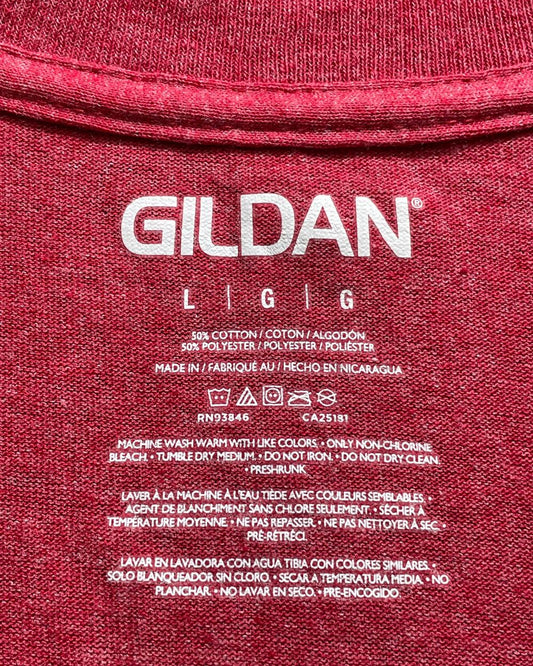 GILDAN®
L | G | G
50% COTTON / COTON / ALGODÓN
50% POLYESTER / POLYESTER / POLIÉSTER
MADE IN / FABRIQUÉ AU / HECHO EN NICARAGUA
RN93846 CA25181
MACHINE WASH WARM WITH LIKE COLORS. • ONLY NON-CHLORINE
BLEACH. • TUMBLE DRY MEDIUM. • DO NOT IRON. • DO NOT DRY CLEAN.
• PRESHRUNK
LAVER À LA MACHINE À L'EAU TIÈDE AVEC COULEURS SEMBLABLES. •
AGENT DE BLANCHIMENT SANS CHLORE SEULEMENT. • SÉCHER À
TEMPÉRATURE MOYENNE. • NE PAS REPASSER. • NE PAS NETTOYER À SEC. •
PRÉ-RÉTRÉCI.
LAVAR EN LAVADORA CON AGUA TIBIA CON COLORES SIMILARES. •
SOLO BLANQUEADOR SIN CLORO. • SECAR A TEMPERATURA MEDIA. • NO
PLANCHAR. • NO LAVAR EN SECO. • PRE-ENCOGIDO